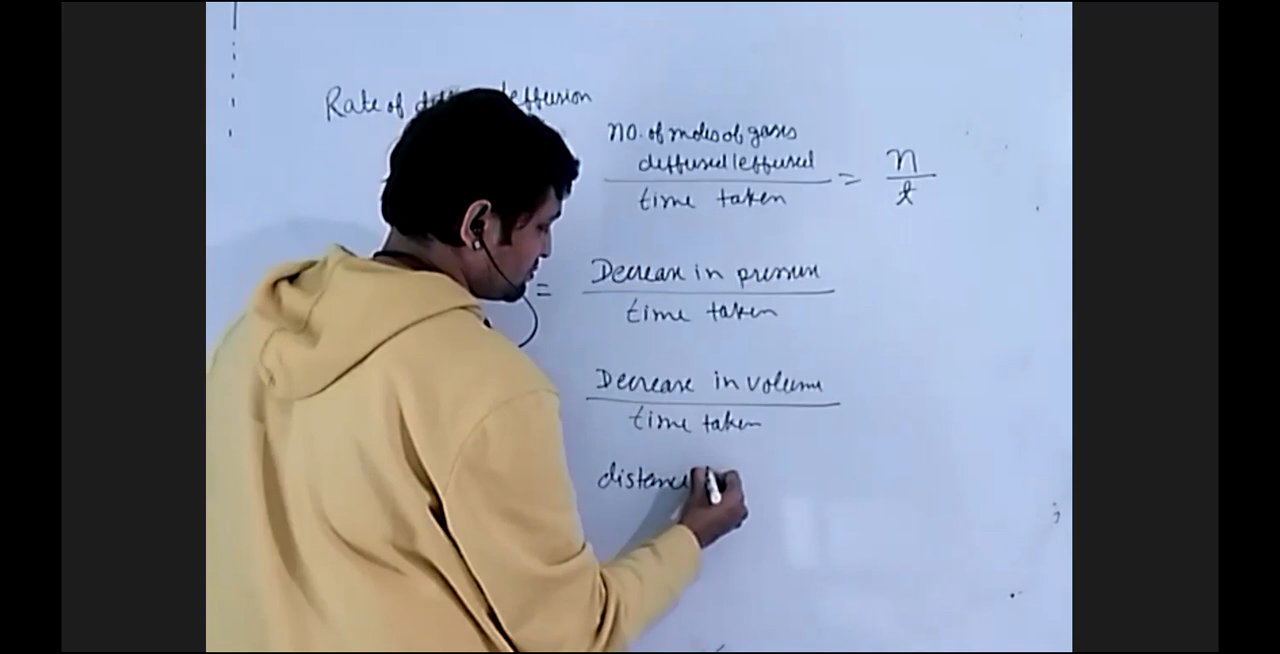 Rate of effusion
no. of moles of gases
deffused/effused
time taken
= n
t
= Decrease in pressure
time taken
Decrease in volume
time taken
distance